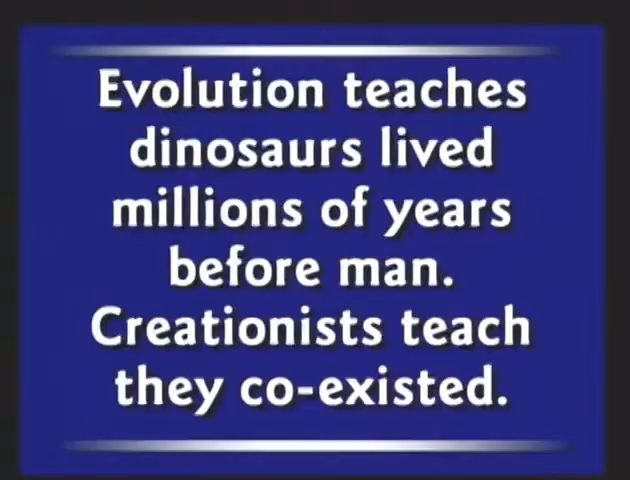 Evolution teaches
dinosaurs lived
millions of years
before man.
Creationists teach
they co-existed.